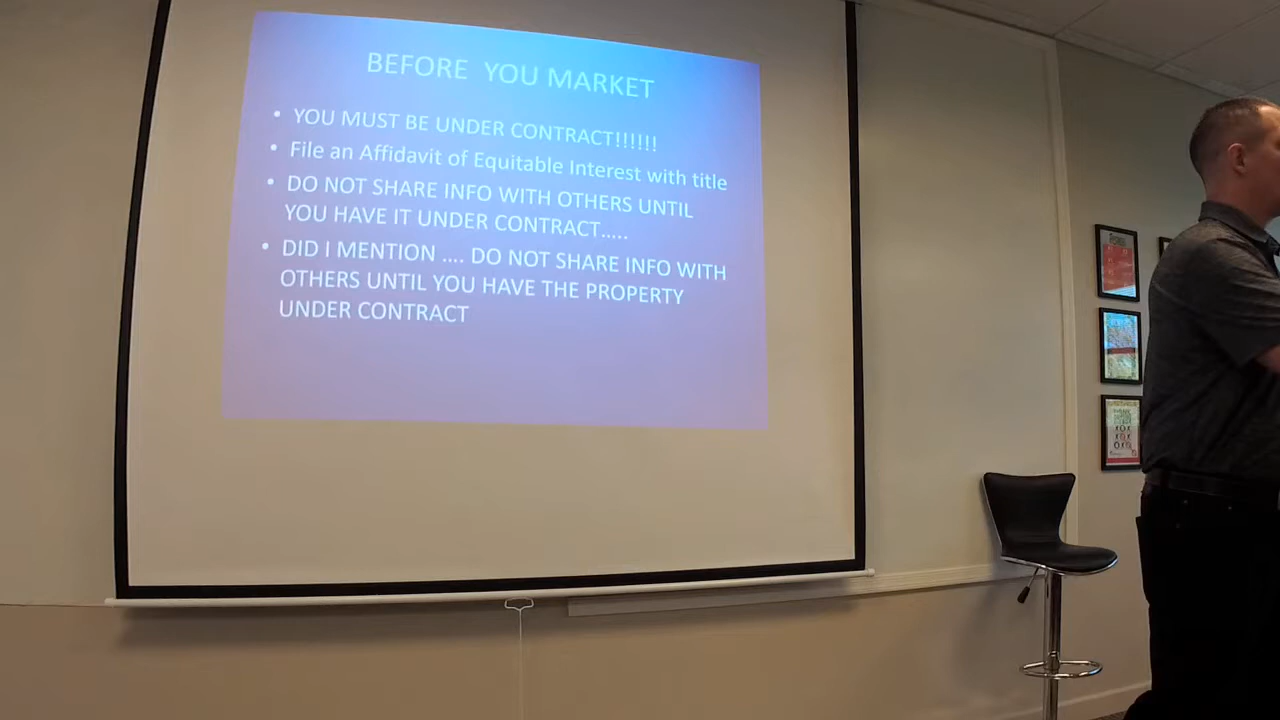 BEFORE YOU MARKET
• YOU MUST BE UNDER CONTRACT!!!!!!
• File an Affidavit of Equitable Interest with title
• DO NOT SHARE INFO WITH OTHERS UNTIL
YOU HAVE IT UNDER CONTRACT.....
• DID I MENTION .... DO NOT SHARE INFO WITH
OTHERS UNTIL YOU HAVE THE PROPERTY
UNDER CONTRACT